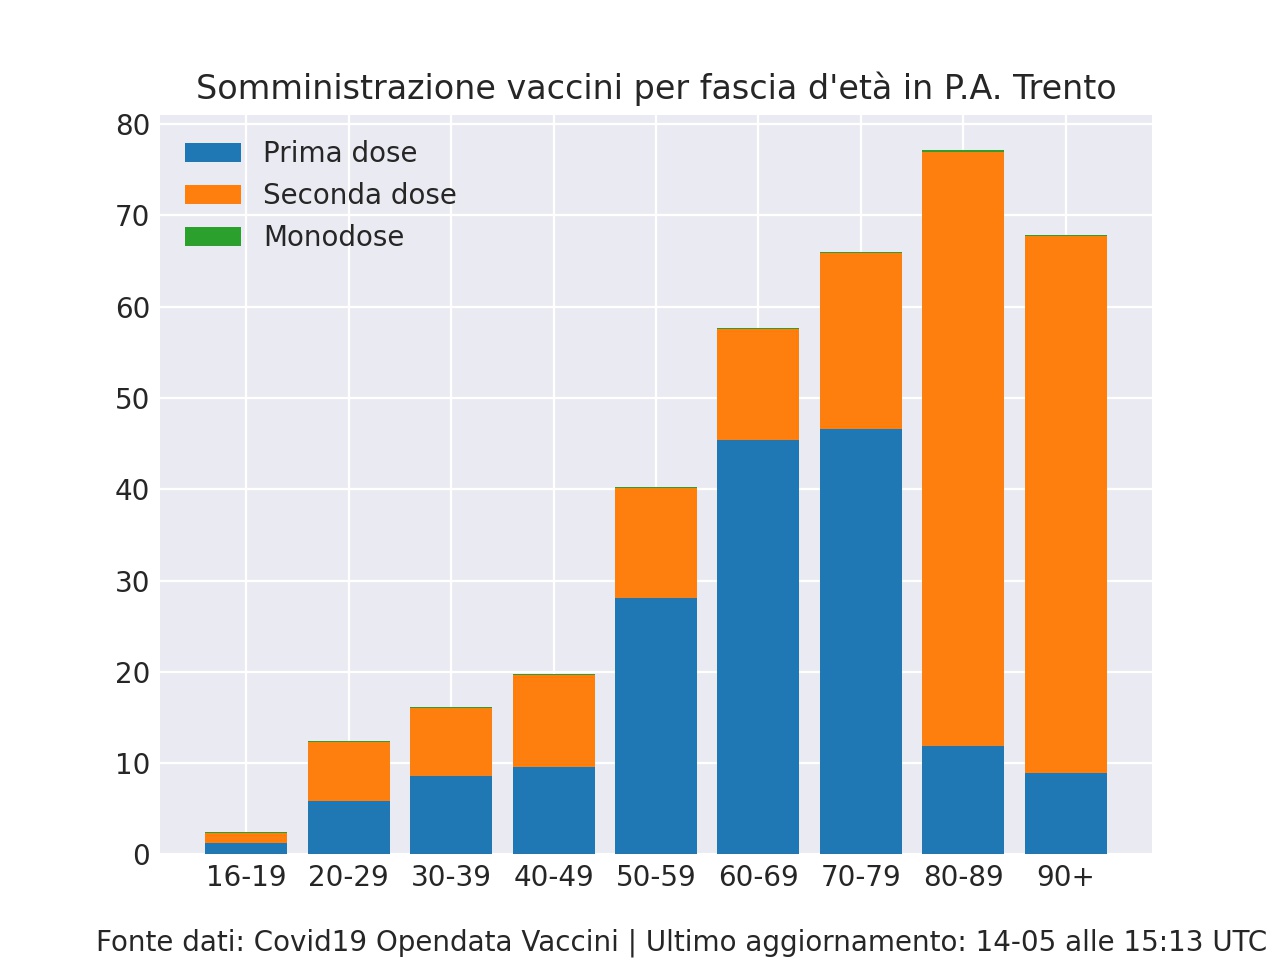 Somministrazione vaccini per fascia d'età in P.A. Trento
80
70
60
50
40
30
20
10
0
Prima dose
Seconda dose
Monodose
16-19 20-29 30-39 40-49 50-59 60-69 70-79 80-89 90+
Fonte dati: Covid19 Opendata Vaccini | Ultimo aggiornamento: 14-05 alle 15:13 UTC